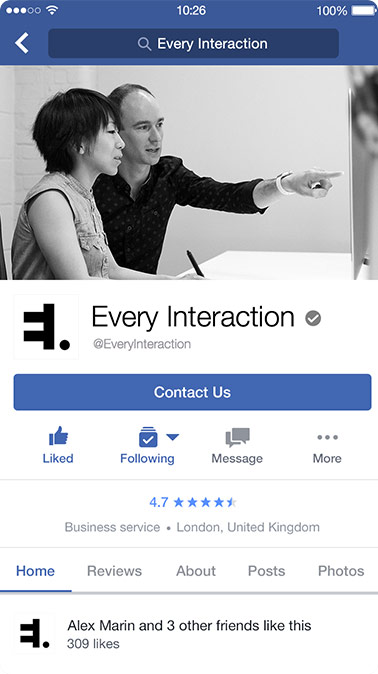 10:26 100%
Every Interaction
Every Interaction
@EveryInteraction
Contact Us
Liked Following Message More
4.7
Business service • London, United Kingdom
Home Reviews About Posts Photos
Alex Marin and 3 other friends like this
309 likes